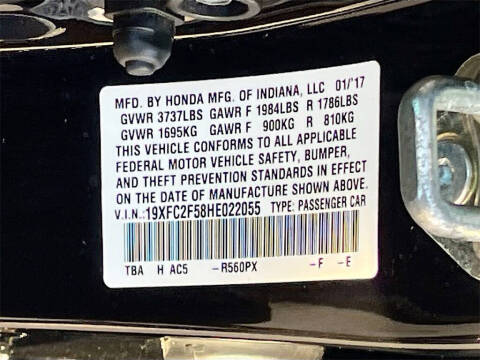 MFD. BY HONDA MFG. OF INDIANA, LLC 01/'17
GVWR 3737LBS GAWR F 1984LBS R 1786LBS
GVWR 1695KG GAWR F 900KG R 810KG
THIS VEHICLE CONFORMS TO ALL APPLICABLE
FEDERAL MOTOR VEHICLE SAFETY, BUMPER,
AND THEFT PREVENTION STANDARDS IN EFFECT
ON THE DATE OF MANUFACTURE SHOWN ABOVE.
V.I.N.:19XFC2F58HE022055 TYPE: PASSENGER CAR
TBA H AC5 -R560PX -F -E